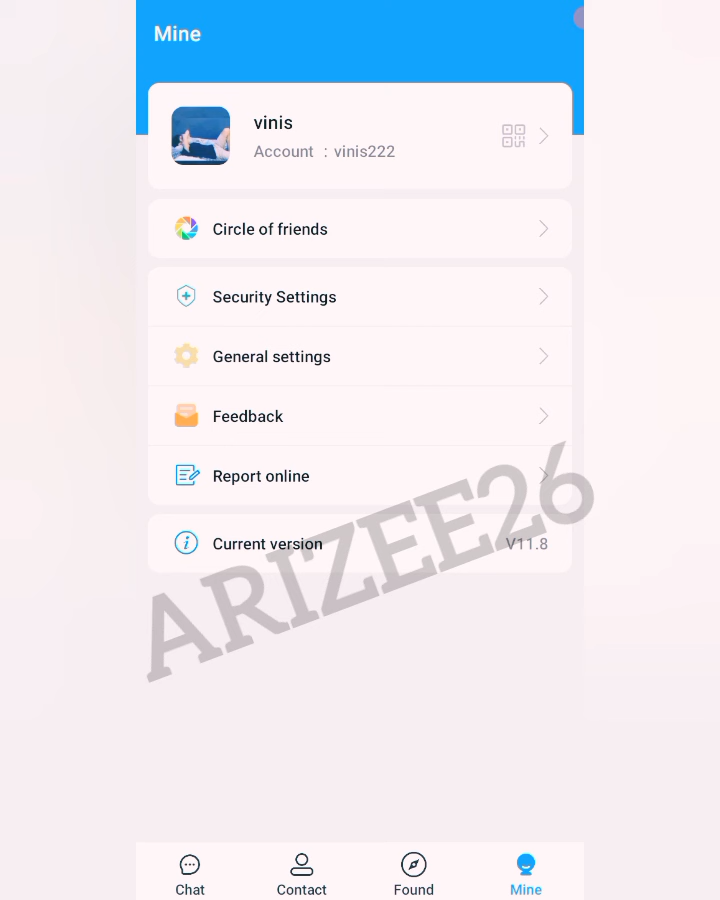 Mine
vinis
Account : vinis222
Circle of friends
Security Settings
General settings
Feedback
Report online
Current version V11.8
ARIZEE26
Chat Contact Found Mine